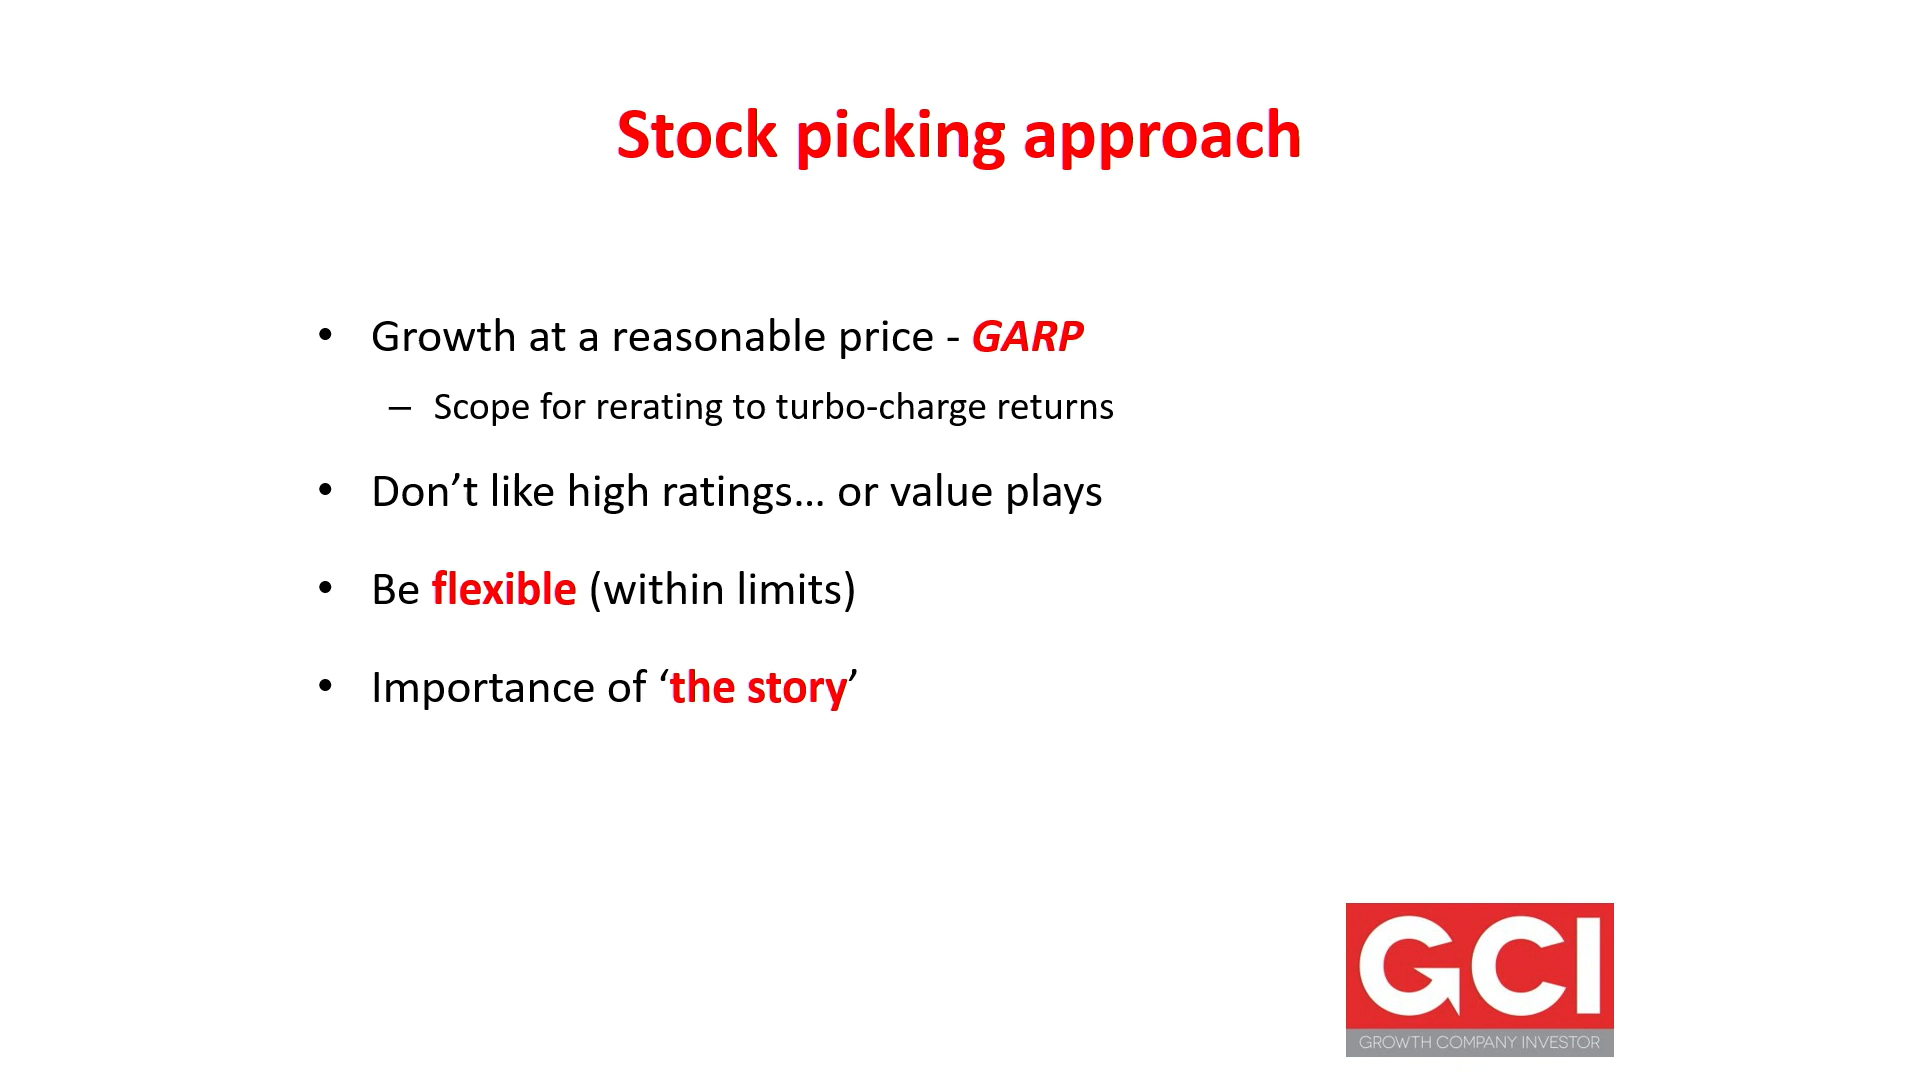 Stock picking approach
• Growth at a reasonable price - GARP
– Scope for rerating to turbo-charge returns
• Don’t like high ratings... or value plays
• Be flexible (within limits)
• Importance of ‘the story’
GCI
GROWTH COMPANY INVESTOR